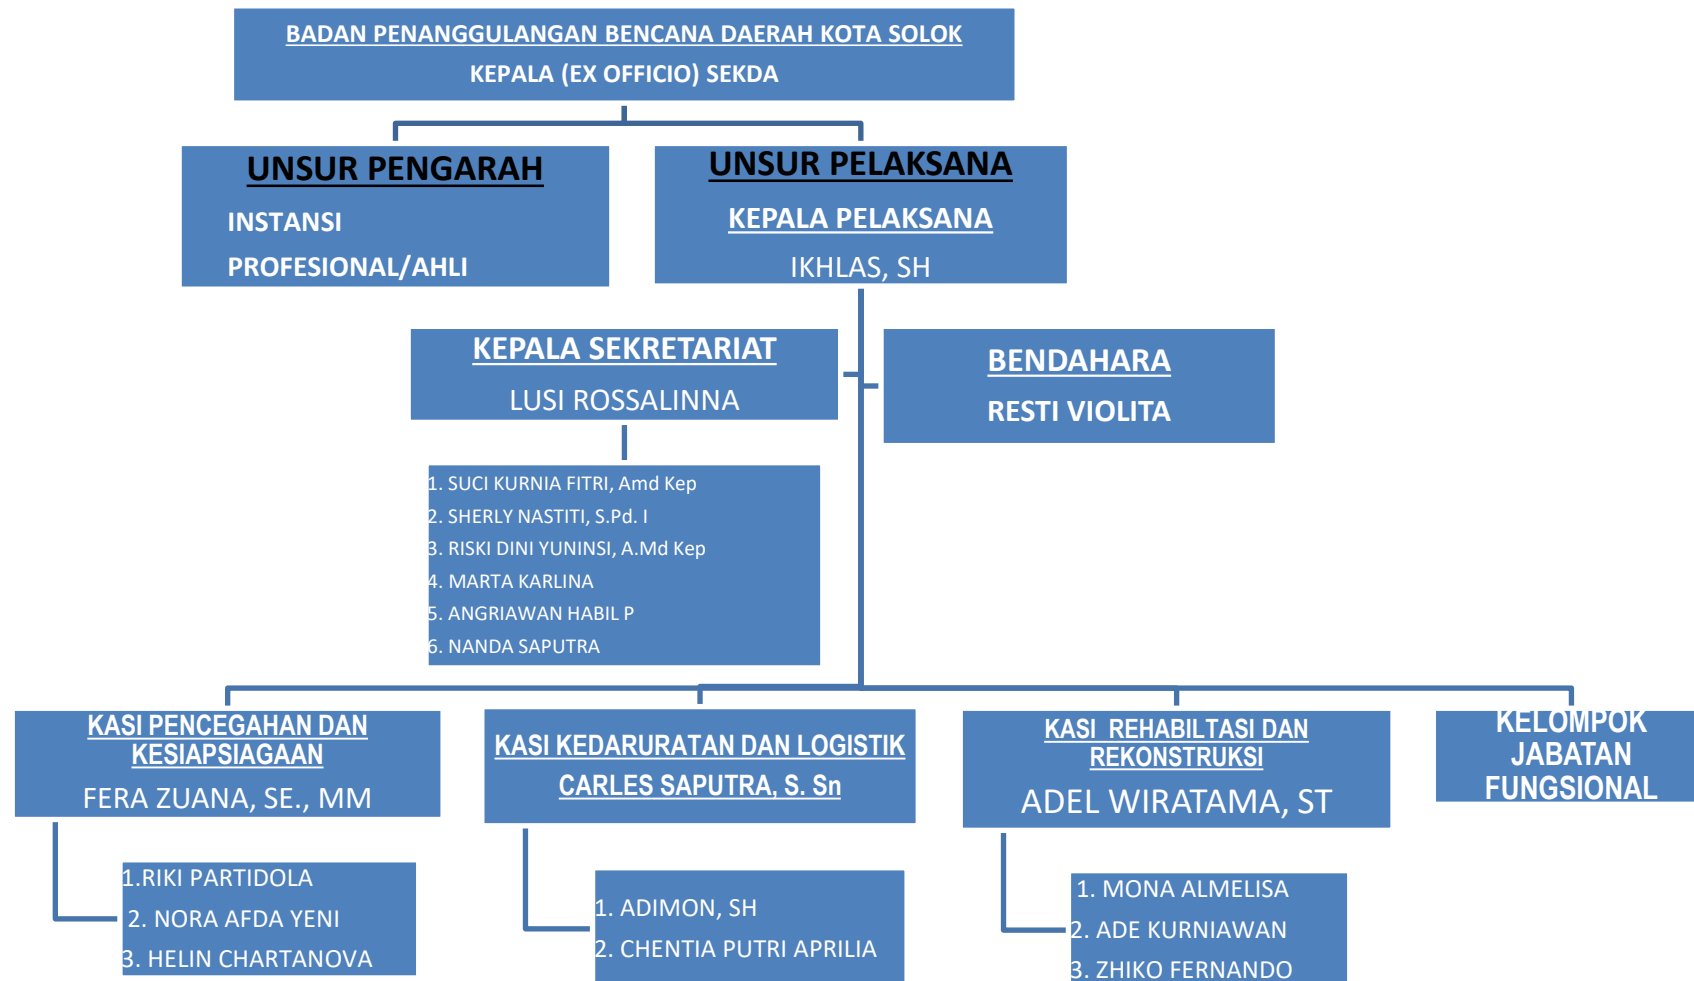 BADAN PENANGGULANGAN BENCANA DAERAH KOTA SOLOK
KEPALA (EX OFFICIO) SEKDA
UNSUR PENGARAH
INSTANSI
PROFESIONAL/AHLI
UNSUR PELAKSANA
KEPALA PELAKSANA
IKHLAS, SH
KEPALA SEKRETARIAT
LUSI ROSSALINNA
BENDAHARA
RESTI VIOLITA
1. SUCI KURNIA FITRI, Amd Kep
2. SHERLY NASTITI, S.Pd. I
3. RISKI DINI YUNINSI, A.Md Kep
4. MARTA KARLINA
5. ANGRIAWAN HABIL P
6. NANDA SAPUTRA
KASI PENCEGAHAN DAN
KESIAPSIAGAAN
FERA ZUANA, SE., MM
KASI KEDARURATAN DAN LOGISTIK
CARLES SAPUTRA, S. Sn
KASI  REHABILTASI DAN
REKONSTRUKSI
ADEL WIRATAMA, ST
KELOMPOK
JABATAN
FUNGSIONAL
1.RIKI PARTIDOLA
2. NORA AFDA YENI
3. HELIN CHARTANOVA
1. ADIMON, SH
2. CHENTIA PUTRI APRILIA
1. MONA ALMELISA
2. ADE KURNIAWAN
3. ZHIKO FERNANDO